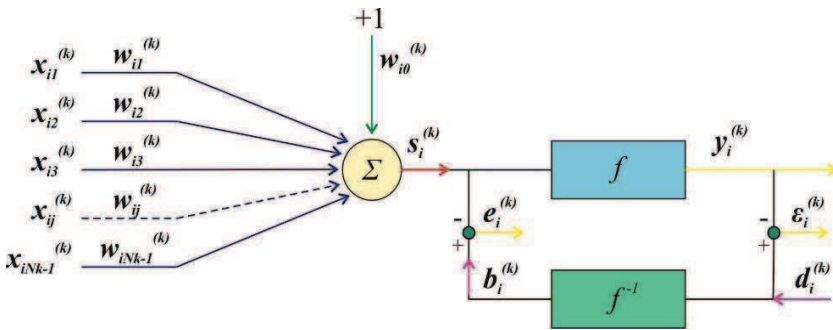 +1
w_{i0}^{(k)}
x_{i1}^{(k)} w_{i1}^{(k)}
x_{i2}^{(k)} w_{i2}^{(k)}
x_{i3}^{(k)} w_{i3}^{(k)}
x_{ij}^{(k)} w_{ij}^{(k)}
x_{iNk-1}^{(k)} w_{iNk-1}^{(k)}
Σ
s_i^{(k)}
f
y_i^{(k)}
- e_i^{(k)}
+
- ε_i^{(k)}
+
b_i^{(k)}
f^{-1}
d_i^{(k)}